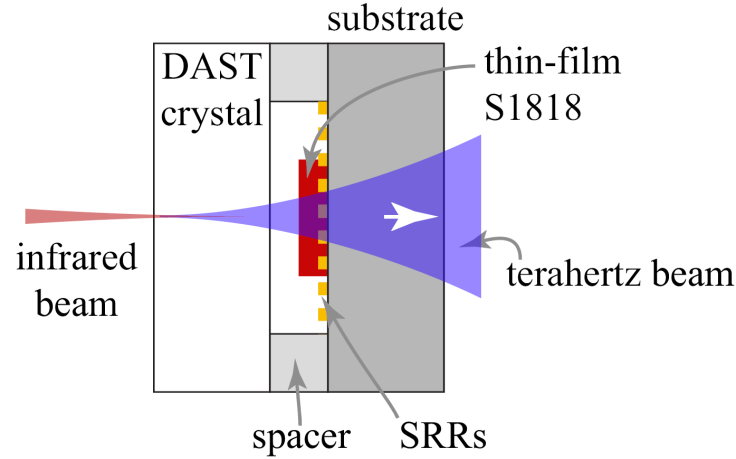 substrate
DAST
crystal
thin-film
S1818
infrared
beam
terahertz beam
spacer
SRRs